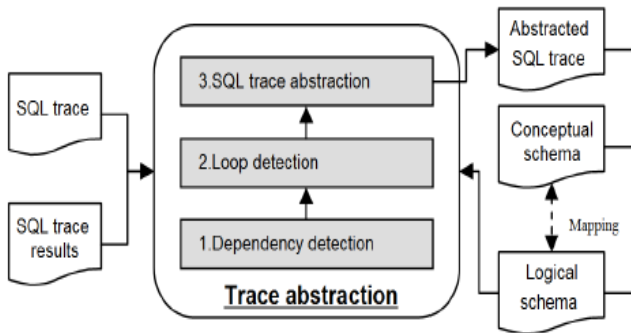 SQL trace
SQL trace
results
3.SQL trace abstraction
2.Loop detection
1.Dependency detection
Trace abstraction
Abstracted
SQL trace
Conceptual
schema
Mapping
Logical
schema